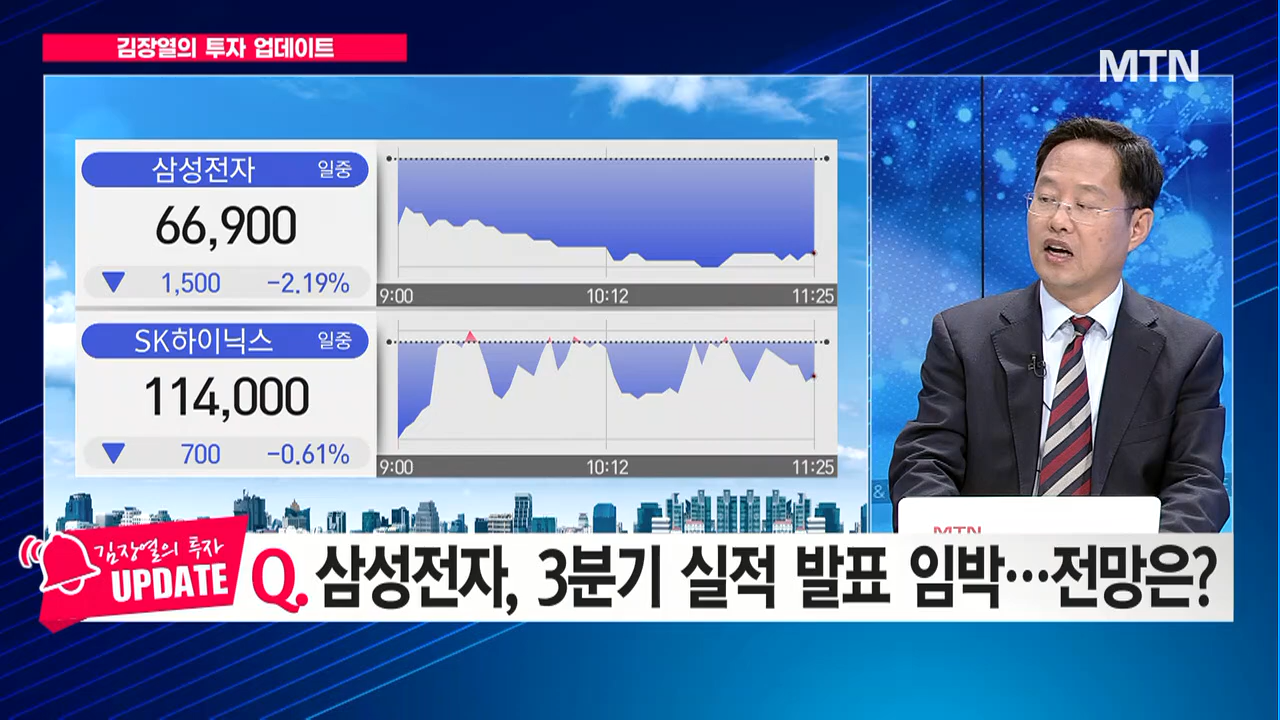 김장열의 투자 업데이트
MTN
삼성전자 일중
66,900
▼ 1,500 -2.19%
9:00 10:12 11:25
SK하이닉스 일중
114,000
▼ 700 -0.61%
9:00 10:12 11:25
&
MTN
김장열의 투자
UPDATE
Q. 삼성전자, 3분기 실적 발표 임박…전망은?